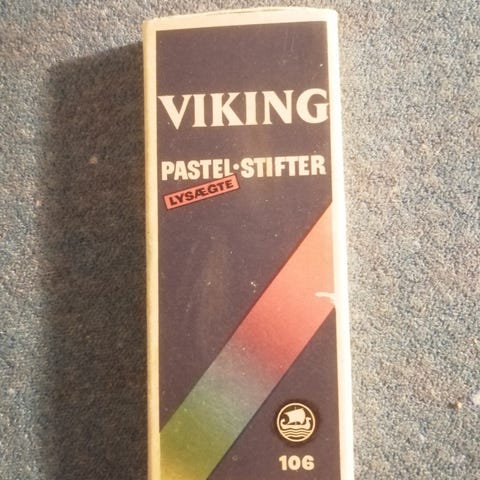 VIKING
PASTEL·STIFTER
LYSÆGTE
106